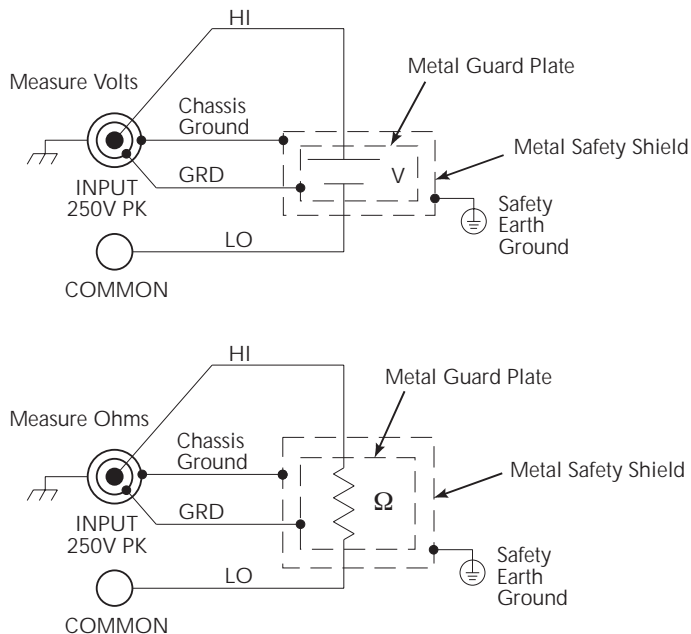 HI
Metal Guard Plate
Measure Volts
Chassis
Ground
Metal Safety Shield
V
GRD
INPUT
250V PK
Safety
Earth
Ground
LO
COMMON
HI
Metal Guard Plate
Measure Ohms
Chassis
Ground
Metal Safety Shield
Ω
GRD
INPUT
250V PK
Safety
Earth
Ground
LO
COMMON